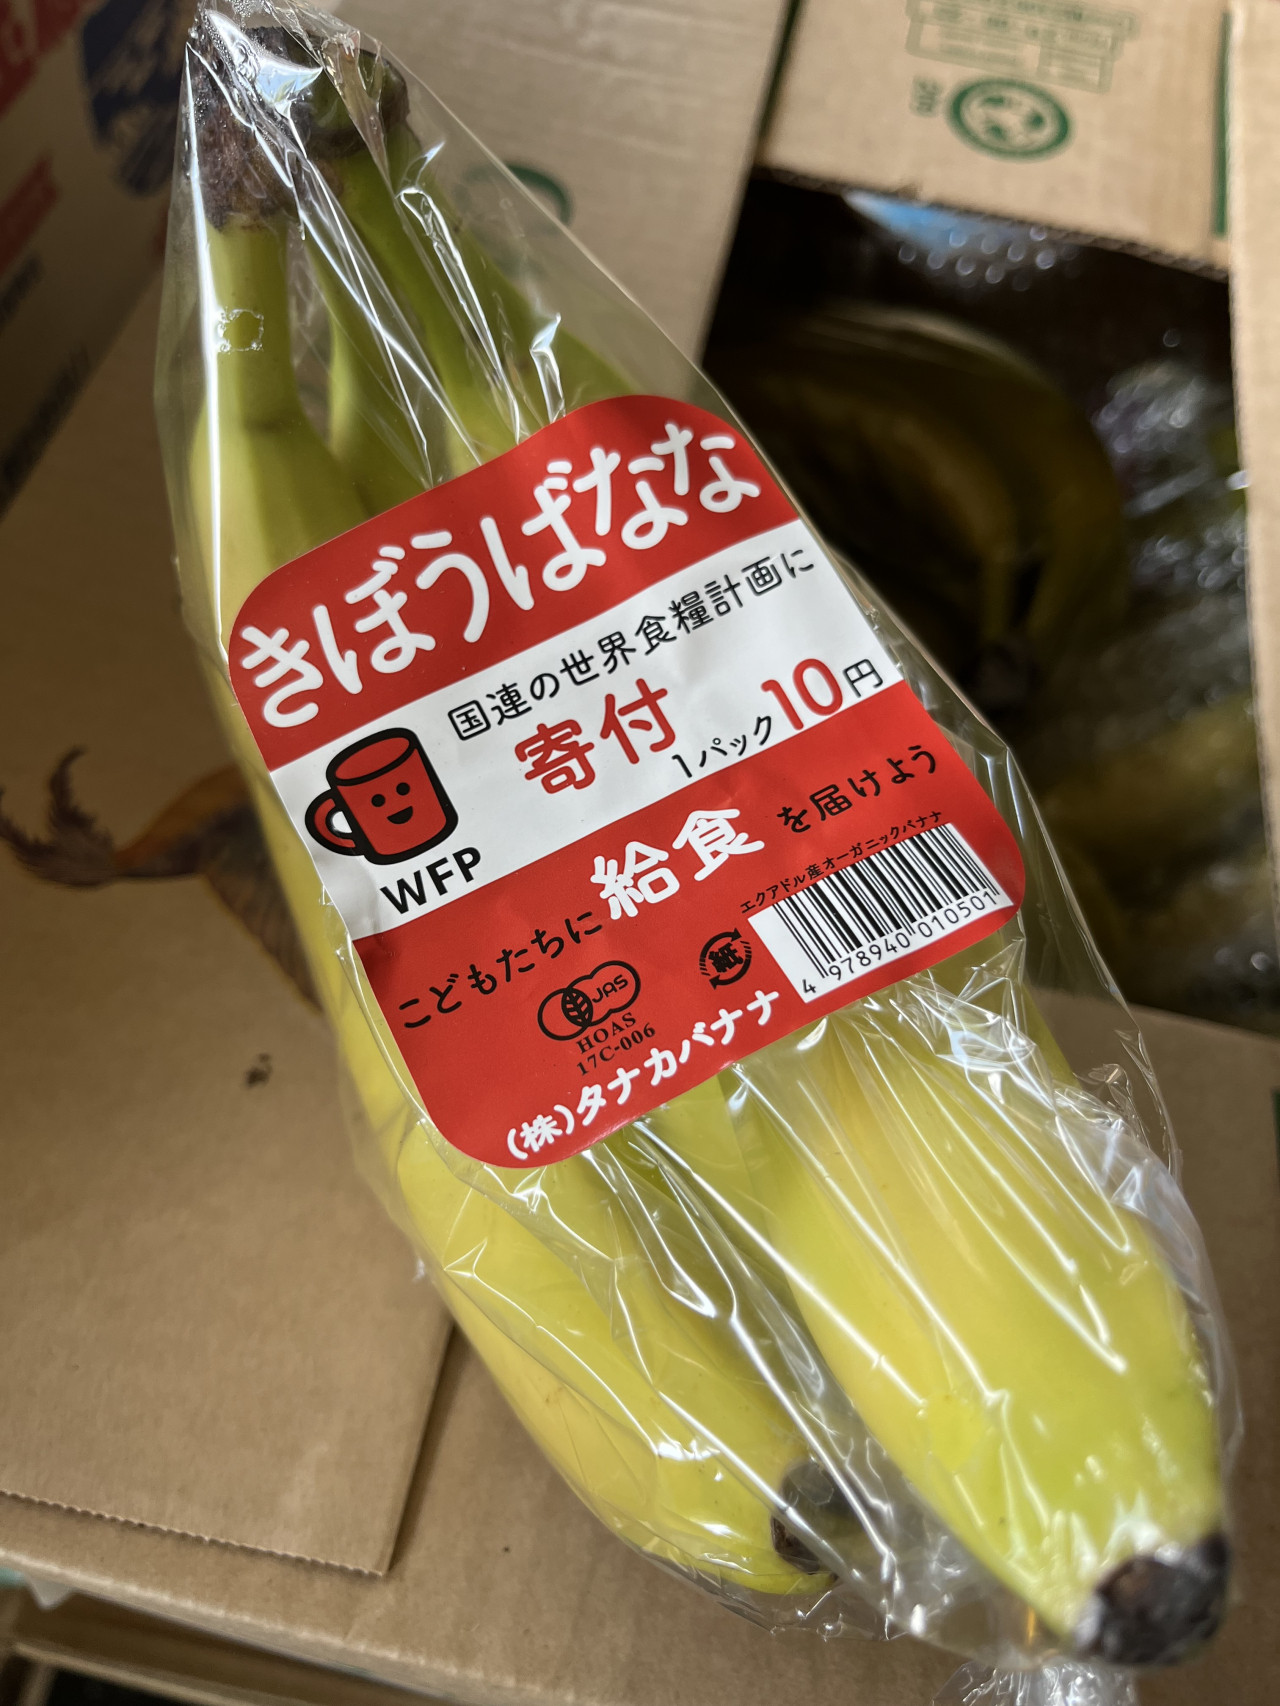 きぼうばなな
国連の世界食糧計画に
寄付 1パック10円
WFP
こどもたちに給食を届けよう
エクアドル産オーガニックバナナ
4 978940 010501
紙
JAS
HOAS
17C-006
(株)タナカバナナ